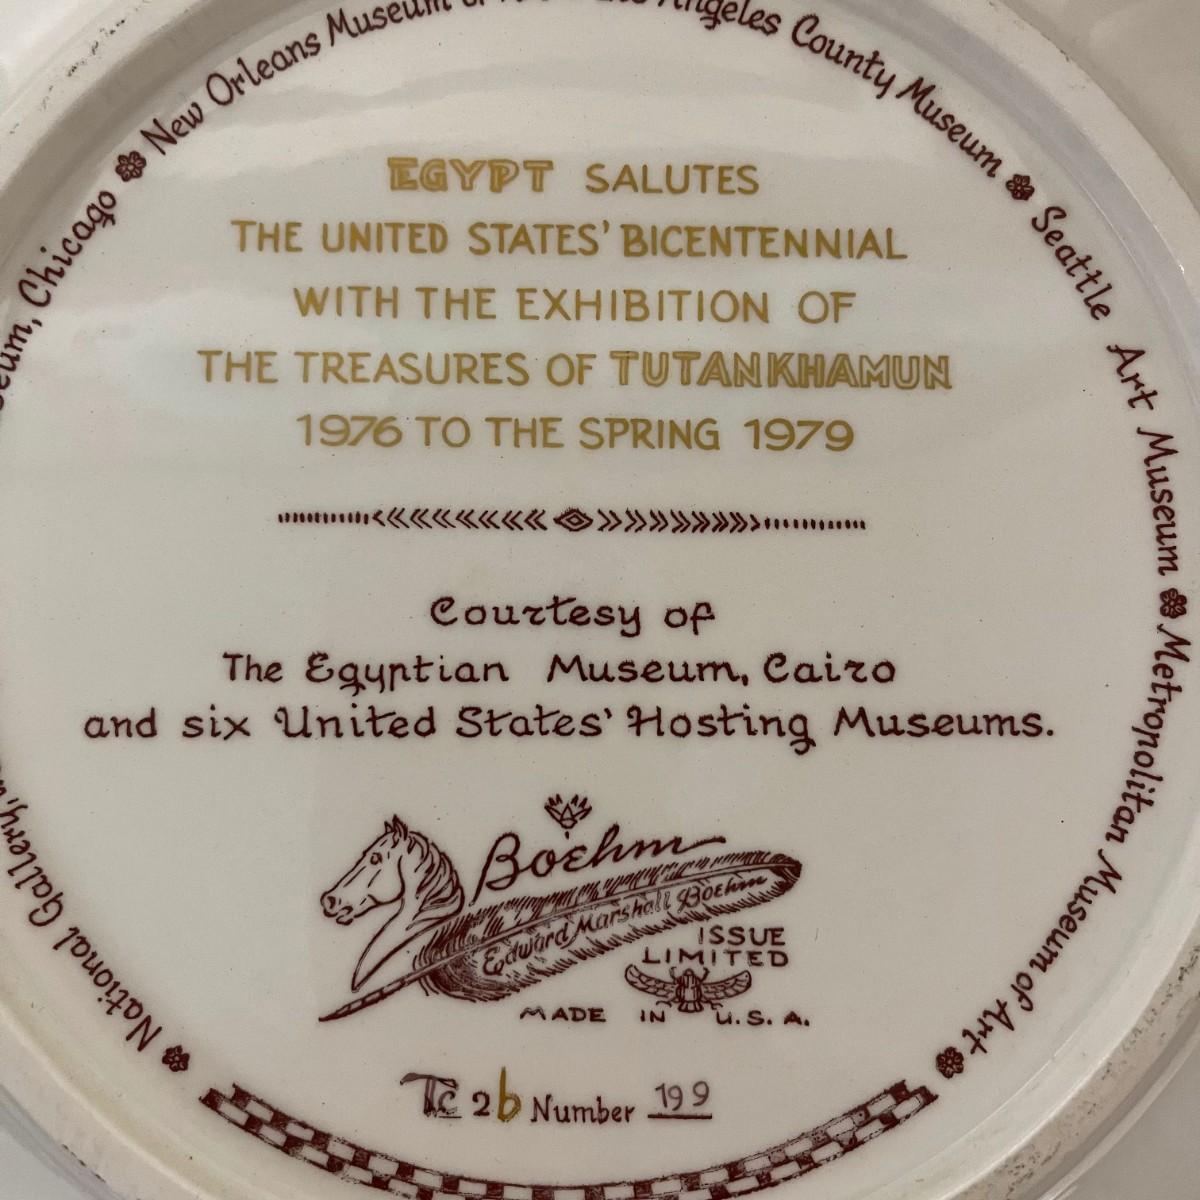 EGYPT SALUTES
THE UNITED STATES' BICENTENNIAL
WITH THE EXHIBITION OF
THE TREASURES OF TUTANKHAMUN
1976 TO THE SPRING 1979
Courtesy of
The Egyptian Museum, Cairo
and six United States' Hosting Museums.
Boehm
Edward Marshall Boehm
ISSUE
LIMITED
MADE IN U.S.A.
TC 2b Number 199
National Gallery,
Chicago
New Orleans Museum
Angeles County Museum
Seattle Art Museum
Metropolitan Museum of Art